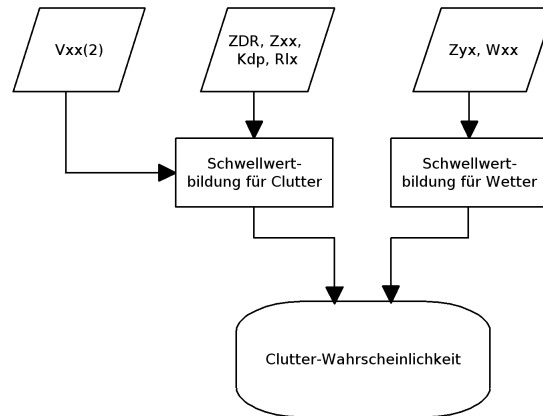 Vxx(2)
ZDR, Zxx,
Kdp, Rlx
Zyx, Wxx
Schwellwert-
bildung für Clutter
Schwellwert-
bildung für Wetter
Clutter-Wahrscheinlichkeit